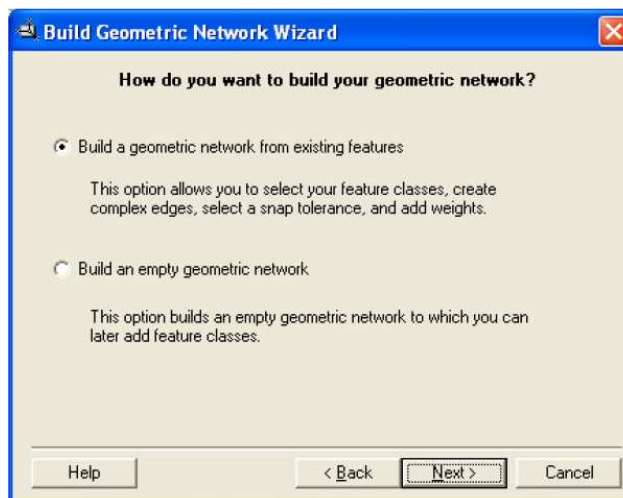 Build Geometric Network Wizard
How do you want to build your geometric network?
Build a geometric network from existing features
This option allows you to select your feature classes, create
complex edges, select a snap tolerance, and add weights.
Build an empty geometric network
This option builds an empty geometric network to which you can
later add feature classes.
Help
< Back
Next >
Cancel